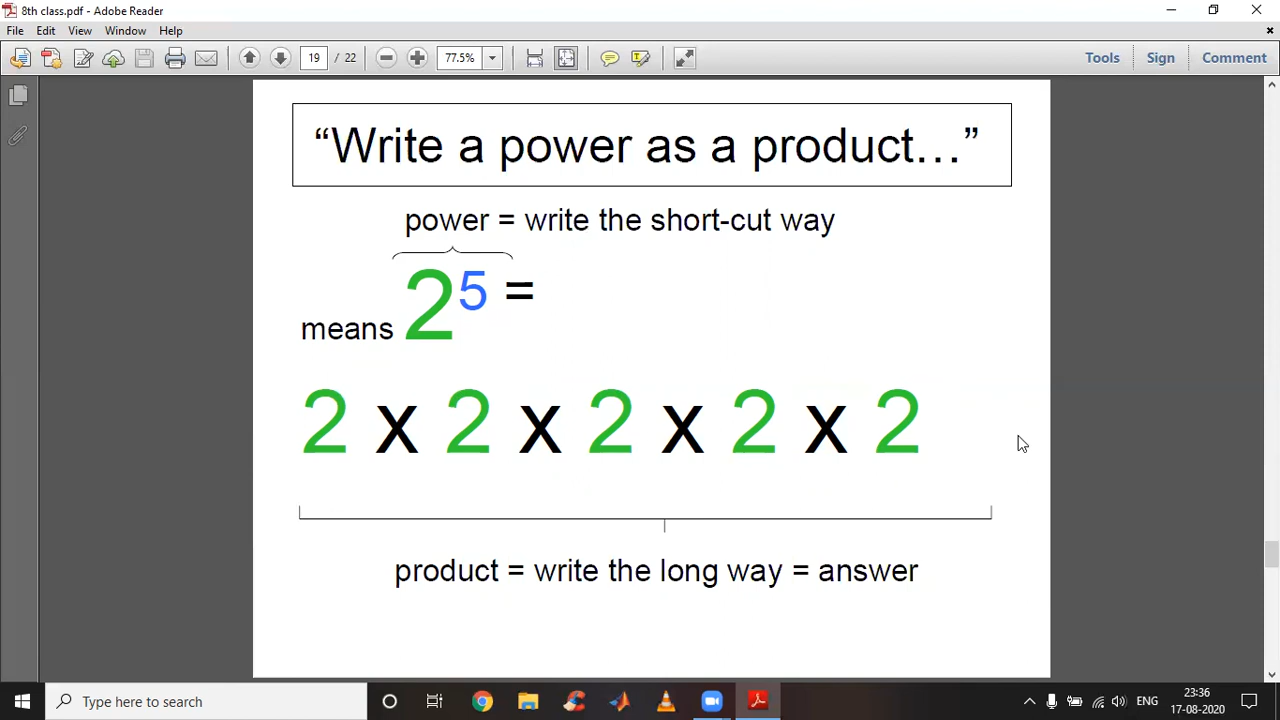 8th class.pdf - Adobe Reader
File Edit View Window Help
19 / 22 77.5% Tools Sign Comment
“Write a power as a product…”
power = write the short-cut way
means 2⁵ =
2 x 2 x 2 x 2 x 2
product = write the long way = answer
Type here to search
ENG
23:36
17-08-2020